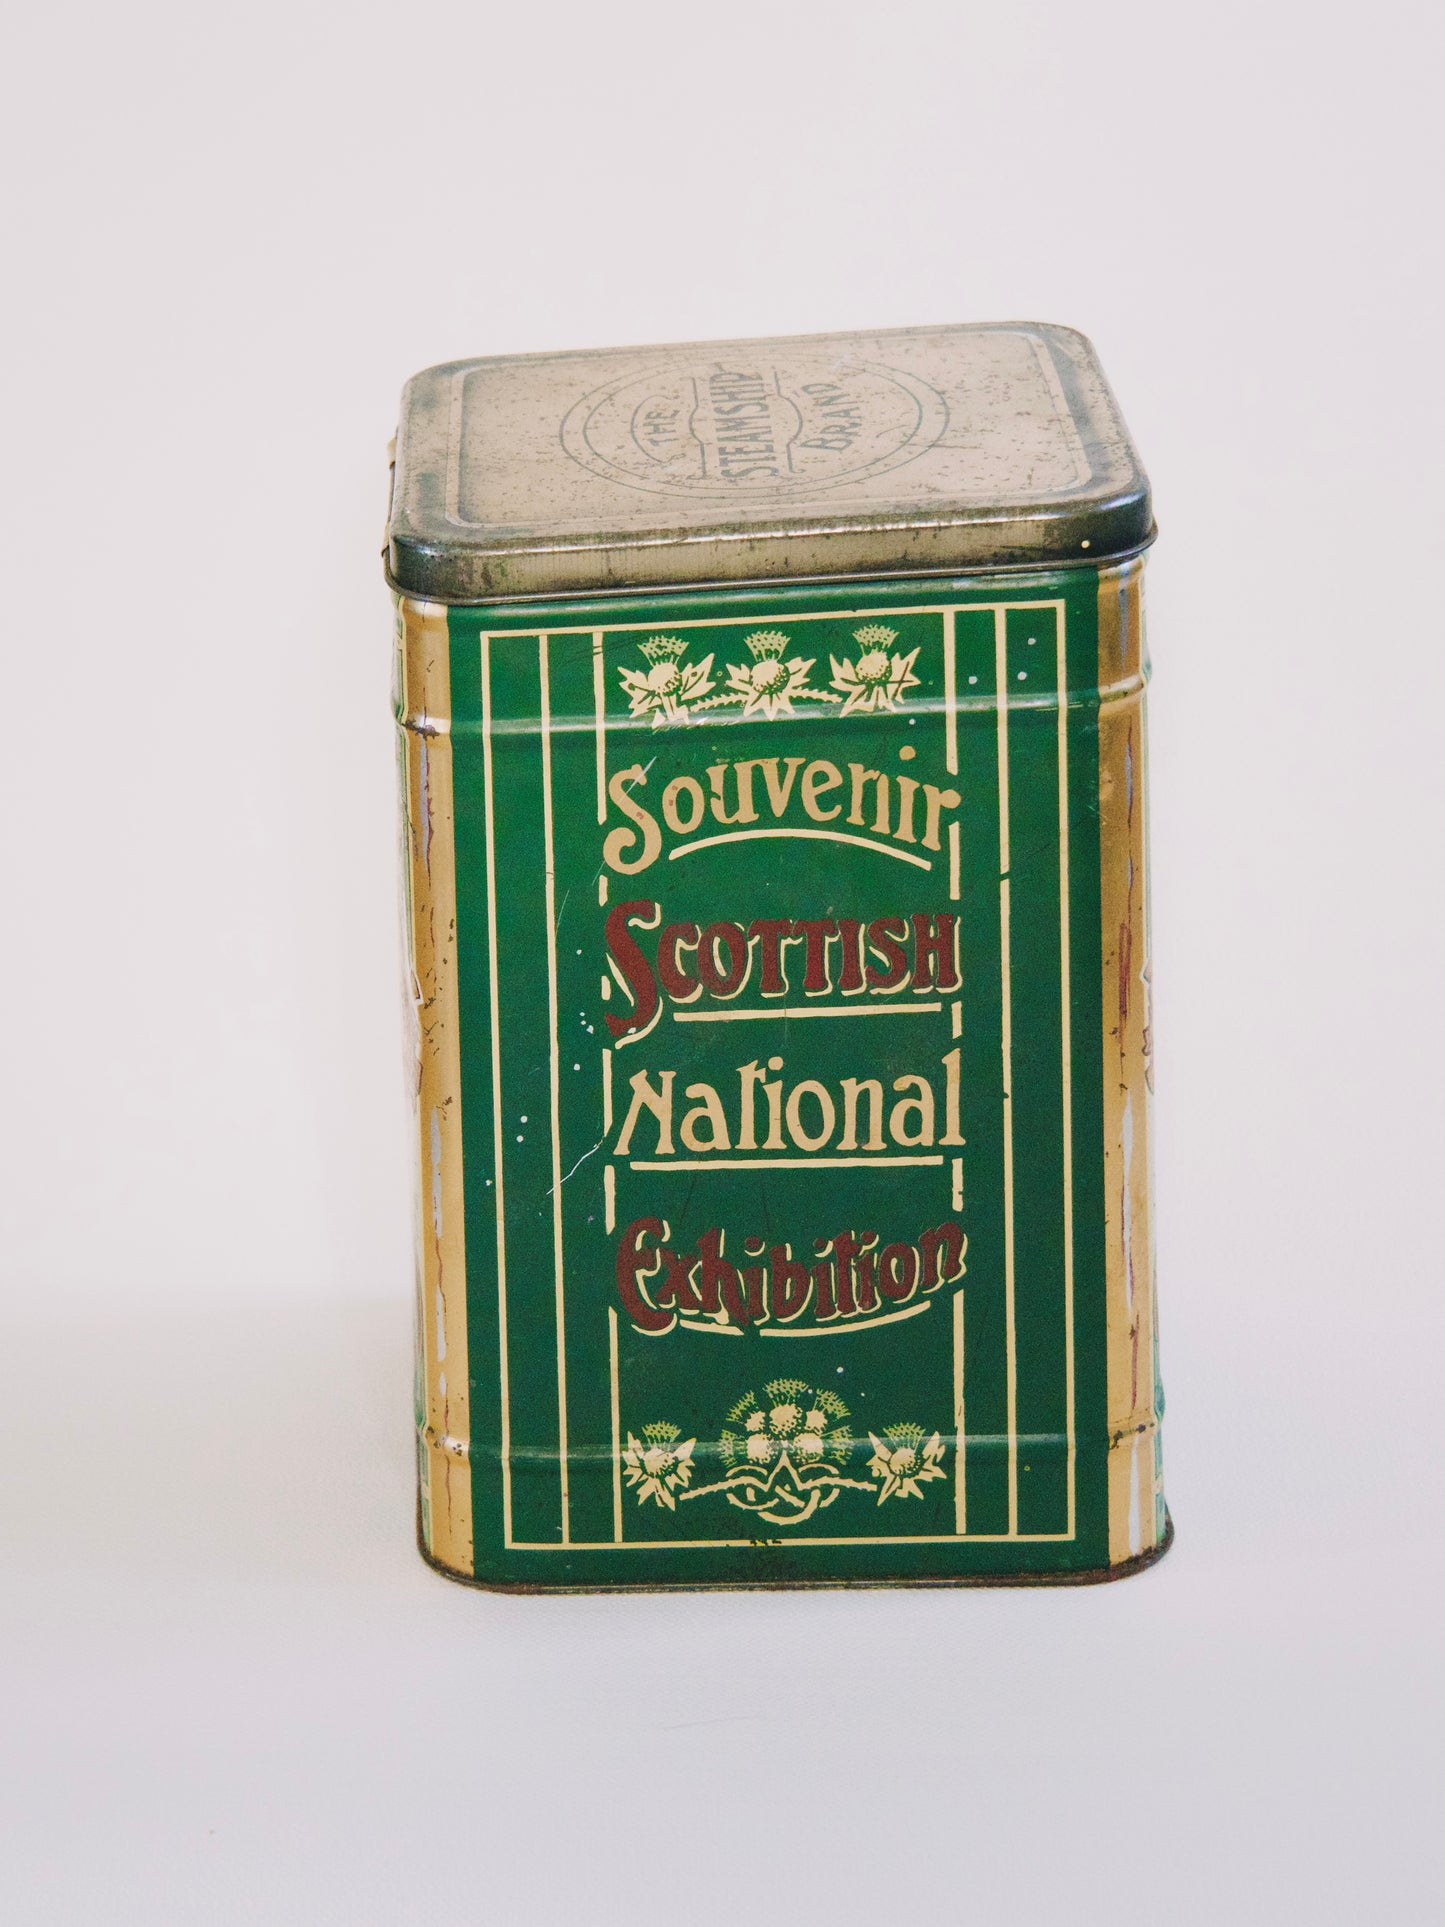 THE
STEAMSHIP
BRAND
Souvenir
SCOTTISH
National
Exhibition